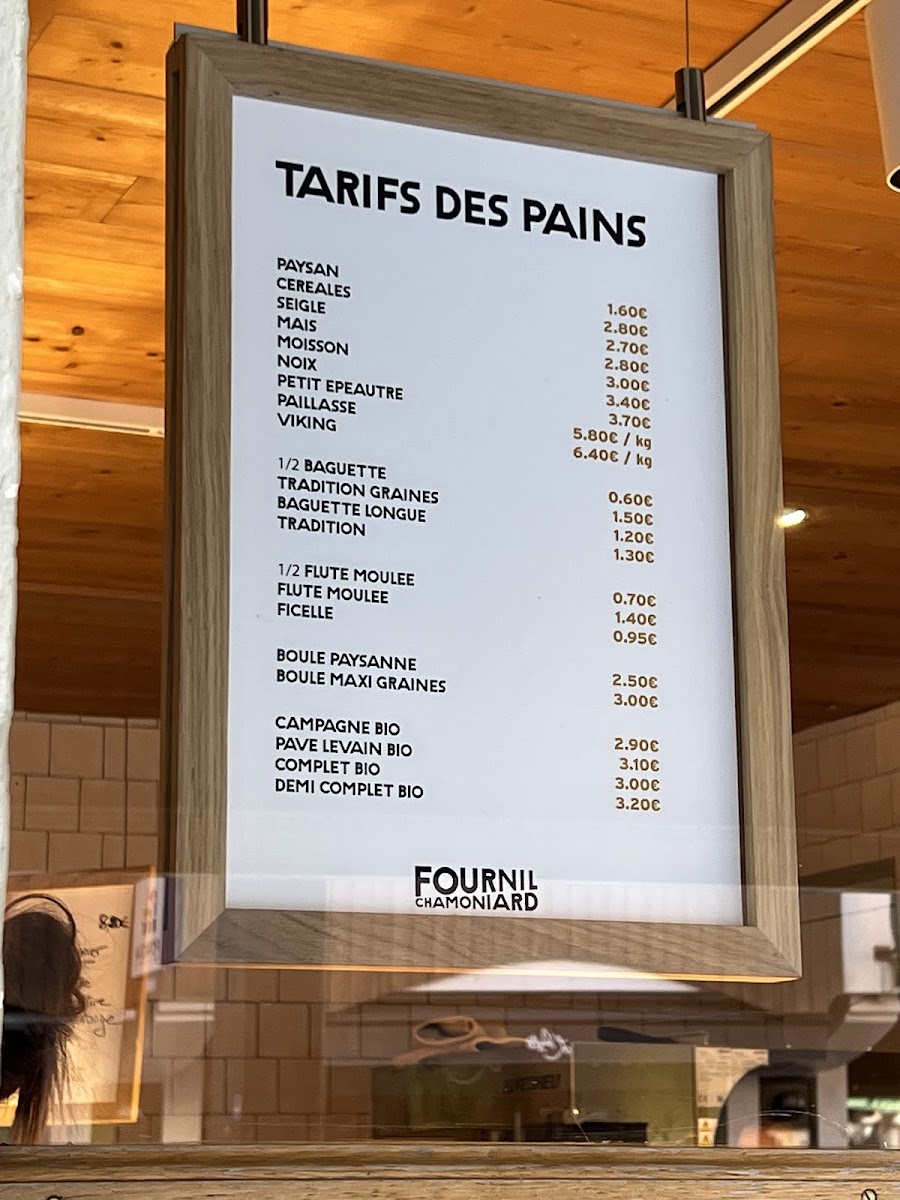 TARIFS DES PAINS
PAYSAN 1.60€
CEREALES 2.80€
SEIGLE 2.70€
MAIS 2.80€
MOISSON 3.00€
NOIX 3.40€
PETIT EPEAUTRE 3.70€
PAILLASSE 5.80€ / kg
VIKING 6.40€ / kg
1/2 BAGUETTE 0.60€
TRADITION GRAINES 1.50€
BAGUETTE LONGUE 1.20€
TRADITION 1.30€
1/2 FLUTE MOULEE 0.70€
FLUTE MOULEE 1.40€
FICELLE 0.95€
BOULE PAYSANNE 2.50€
BOULE MAXI GRAINES 3.00€
CAMPAGNE BIO 2.90€
PAVE LEVAIN BIO 3.10€
COMPLET BIO 3.00€
DEMI COMPLET BIO 3.20€
FOURNIL
CHAMONIARD